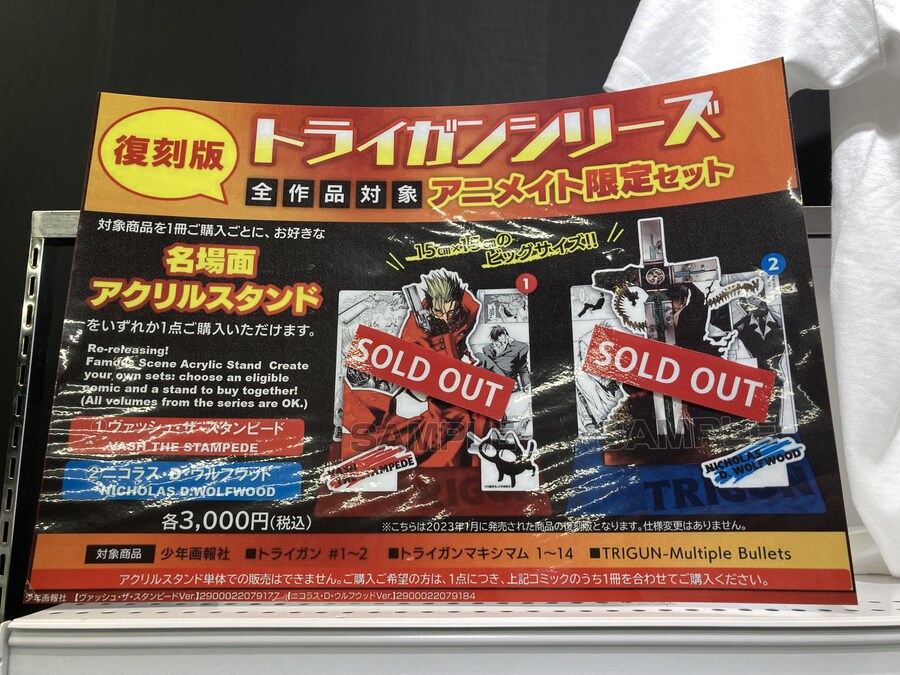 復刻版
トライガンシリーズ
全作品対象 アニメイト限定セット
対象商品を1冊ご購入ごとに、お好きな
名場面
アクリルスタンド
をいずれか1点ご購入いただけます。
Re-releasing!
Famous Scene Acrylic Stand Create
your own sets: choose an eligible
comic and a stand to buy together!
(All volumes from the series are OK.)
①ヴァッシュ・ザ・スタンピード
VASH THE STAMPEDE
②ニコラス・D・ウルフウッド
NICHOLAS D.WOLFWOOD
各3,000円(税込)
15cm×15cmの
ビッグサイズ!!
1
SOLD OUT
SAMPLE
2
SOLD OUT
SAMPLE
NICHOLAS
D. WOLFWOOD
TRIGUN
※こちらは2023年1月に発売された商品の復刻版となります。仕様変更はありません。
対象商品 少年画報社 ■トライガン #1~2 ■トライガンマキシマム 1~14 ■TRIGUN-Multiple Bullets
アクリルスタンド単体での販売はできません。ご購入ご希望の方は、1点につき、上記コミックのうち1冊を合わせてご購入ください。
少年画報社 【ヴァッシュ・ザ・スタンピードVer.】2900022079177 【ニコラス・D・ウルフウッドVer.】2900022079184